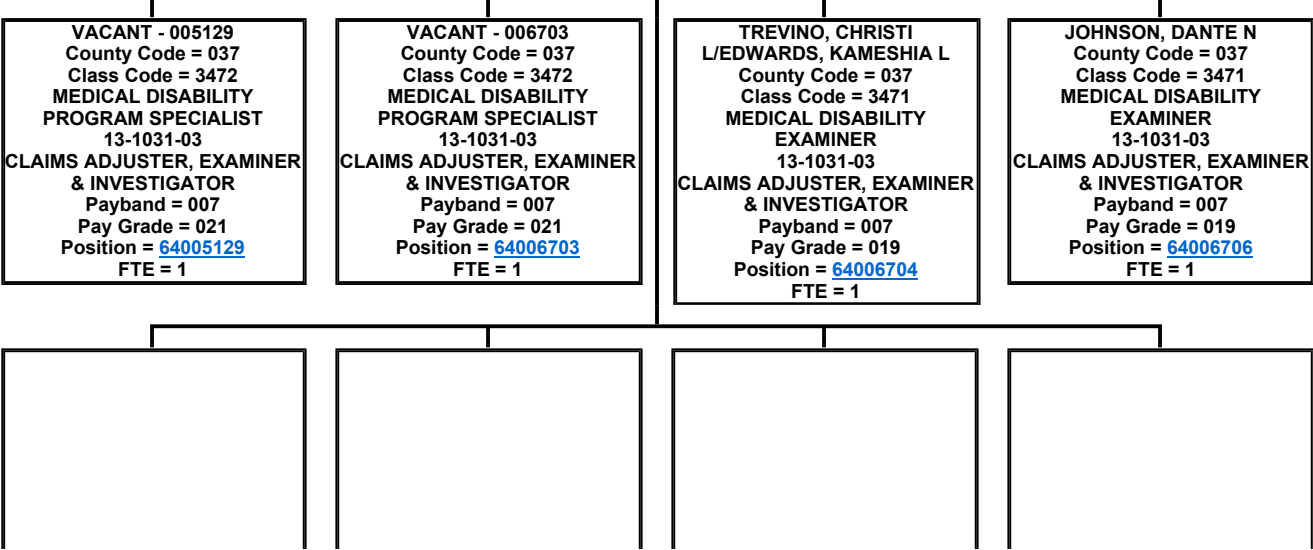 VACANT - 005129
County Code = 037
Class Code = 3472
MEDICAL DISABILITY
PROGRAM SPECIALIST
13-1031-03
CLAIMS ADJUSTER, EXAMINER
& INVESTIGATOR
Payband = 007
Pay Grade = 021
Position = 64005129
FTE = 1
VACANT - 006703
County Code = 037
Class Code = 3472
MEDICAL DISABILITY
PROGRAM SPECIALIST
13-1031-03
CLAIMS ADJUSTER, EXAMINER
& INVESTIGATOR
Payband = 007
Pay Grade = 021
Position = 64006703
FTE = 1
TREVINO, CHRISTI
L/EDWARDS, KAMESHIA L
County Code = 037
Class Code = 3471
MEDICAL DISABILITY
EXAMINER
13-1031-03
CLAIMS ADJUSTER, EXAMINER
& INVESTIGATOR
Payband = 007
Pay Grade = 019
Position = 64006704
FTE = 1
JOHNSON, DANTE N
County Code = 037
Class Code = 3471
MEDICAL DISABILITY
EXAMINER
13-1031-03
CLAIMS ADJUSTER, EXAMINER
& INVESTIGATOR
Payband = 007
Pay Grade = 019
Position = 64006706
FTE = 1